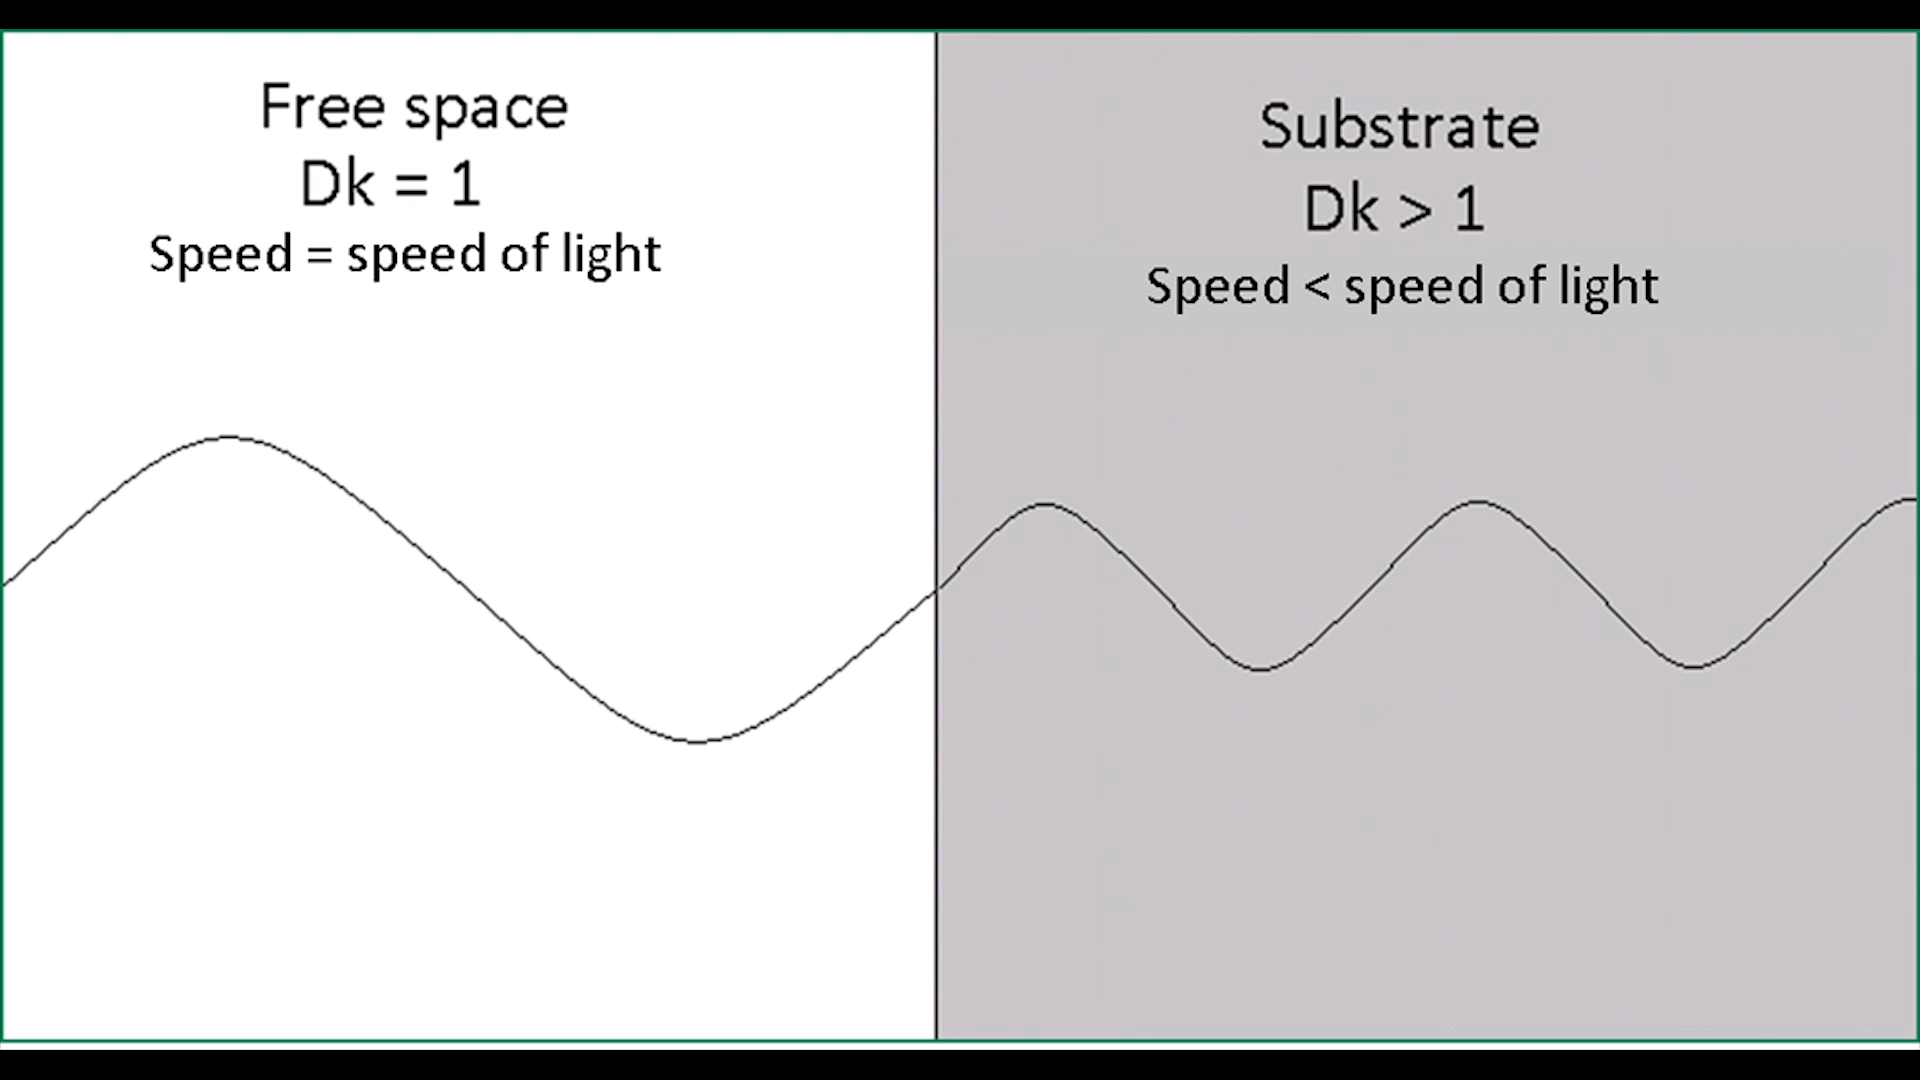 Free space
Dk = 1
Speed = speed of light
Substrate
Dk > 1
Speed < speed of light